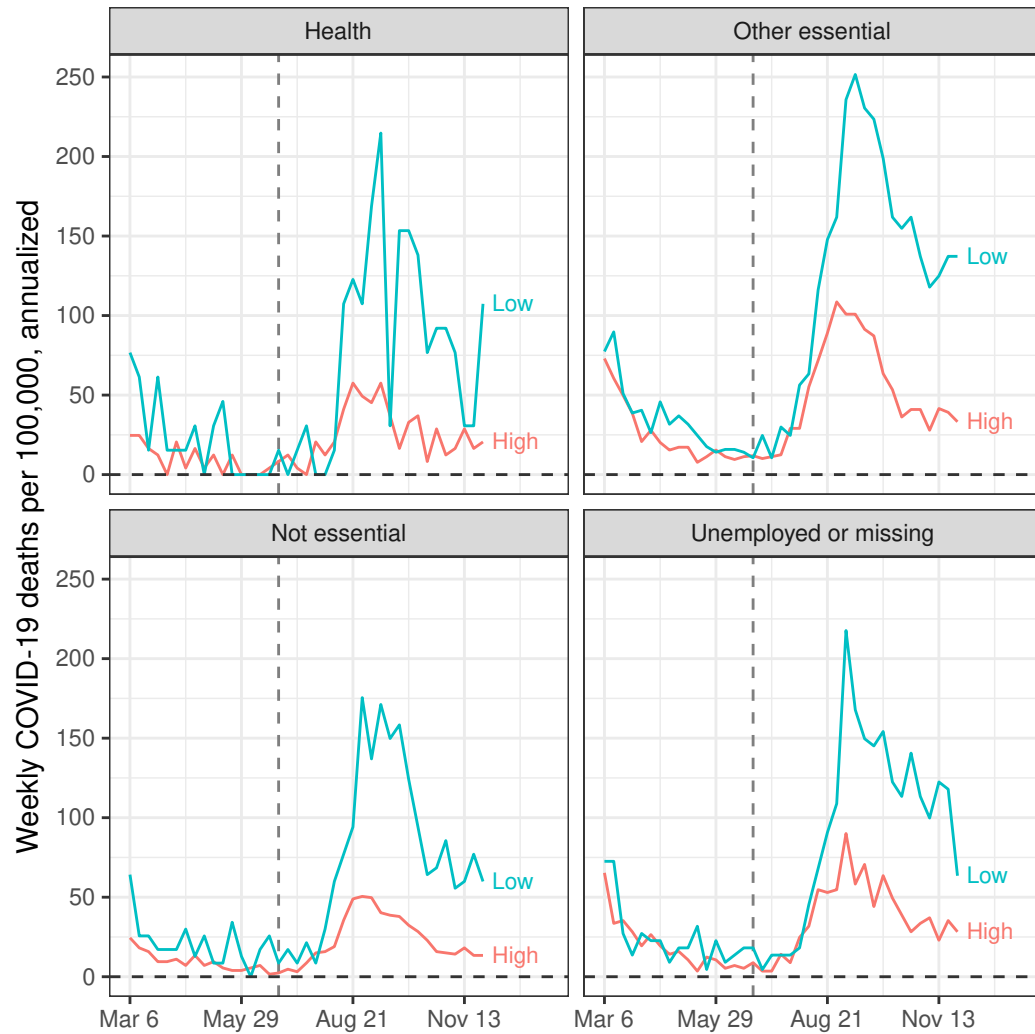 Health
Other essential
250
200
150
100
50
0
Low
High
Low
High
Weekly COVID-19 deaths per 100,000, annualized
Not essential
Unemployed or missing
250
200
150
100
50
0
Low
High
Low
High
Mar 6 May 29 Aug 21 Nov 13
Mar 6 May 29 Aug 21 Nov 13